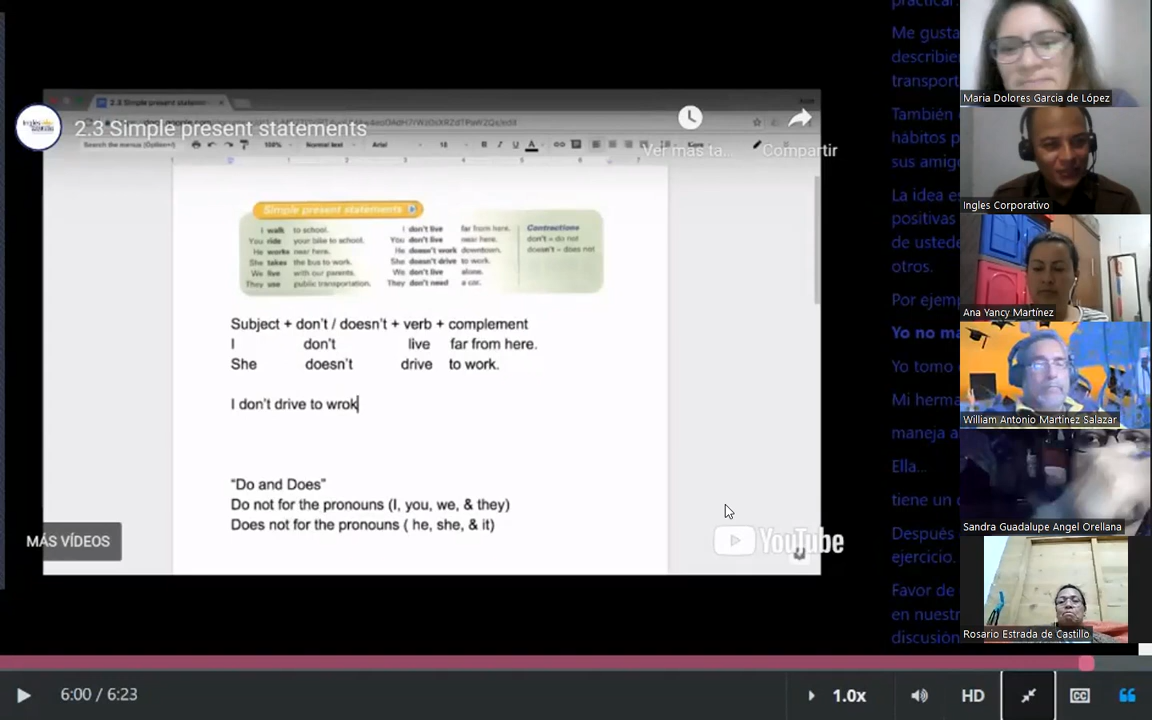 2.3 Simple present statements
Ver más ta...
Compartir
Simple present statements
I walk to school. I don't live far from here. Contractions
You ride your bike to school. You don't live near here. don't = do not
He works near here. He doesn't work downtown. doesn't = does not
She takes the bus to work. She doesn't drive to work.
We live with our parents. We don't live alone.
They use public transportation. They don't need a car.
Subject + don't / doesn't + verb + complement
I don't live far from here.
She doesn't drive to work.
I don't drive to wrok
"Do and Does"
Do not for the pronouns (I, you, we, & they)
Does not for the pronouns ( he, she, & it)
MÁS VÍDEOS
YouTube
6:00 / 6:23
1.0x
HD
CC
practicar.
Me gusta
describier
transport
También
hábitos p
sus amig
La idea es
positivas
de ustede
otros.
Por ejemp
Yo no ma
Yo tomo
Mi herma
maneja a
Ella...
tiene un
Después
ejercicio.
Favor de
en nuestr
discusión
Maria Dolores Garcia de López
Ingles Corporativo
Ana Yancy Martínez
William Antonio Martinez Salazar
Sandra Guadalupe Angel Orellana
Rosario Estrada de Castillo